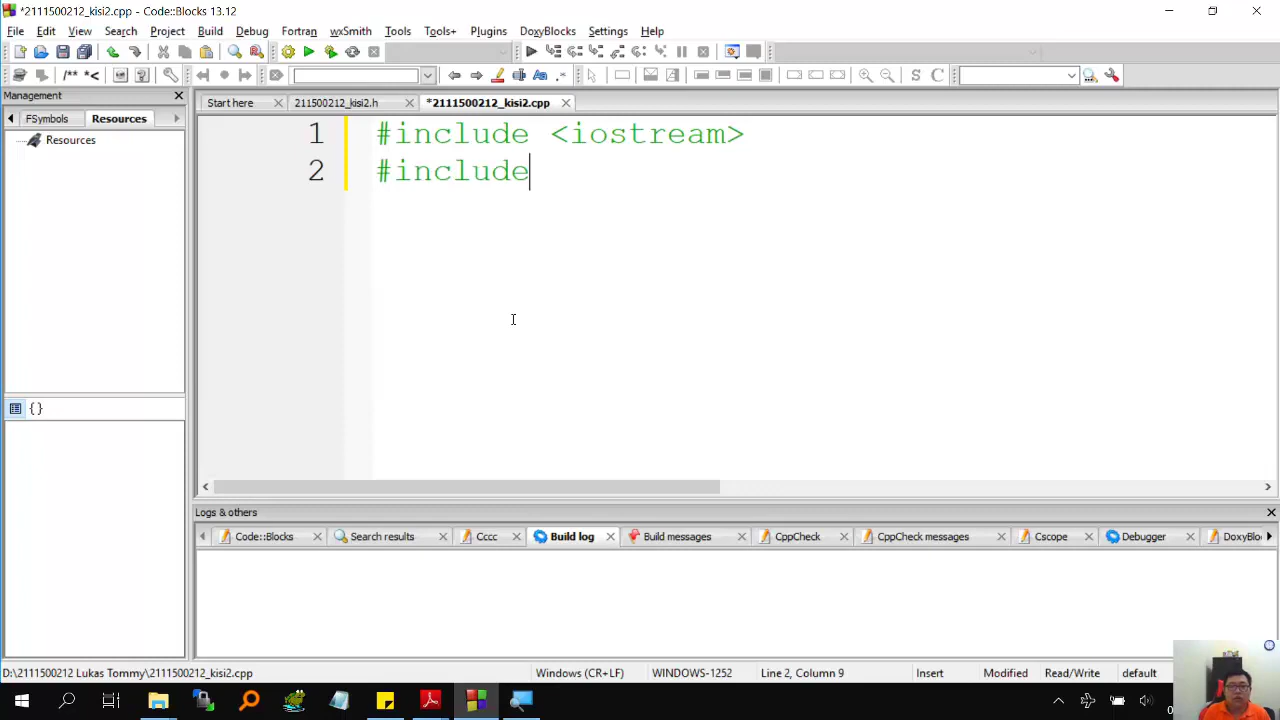 *2111500212_kisi2.cpp - Code::Blocks 13.12
File Edit View Search Project Build Debug Fortran wxSmith Tools Tools+ Plugins DoxyBlocks Settings Help
/** *<
S C
Management
FSymbols Resources
Resources
{}
Start here 211500212_kisi2.h *2111500212_kisi2.cpp
1 #include <iostream>
2 #include
Logs & others
Code::Blocks Search results Cccc Build log Build messages CppCheck CppCheck messages Cscope Debugger DoxyBlo
D:\2111500212 Lukas Tommy\2111500212_kisi2.cpp Windows (CR+LF) WINDOWS-1252 Line 2, Column 9 Insert Modified Read/Write default